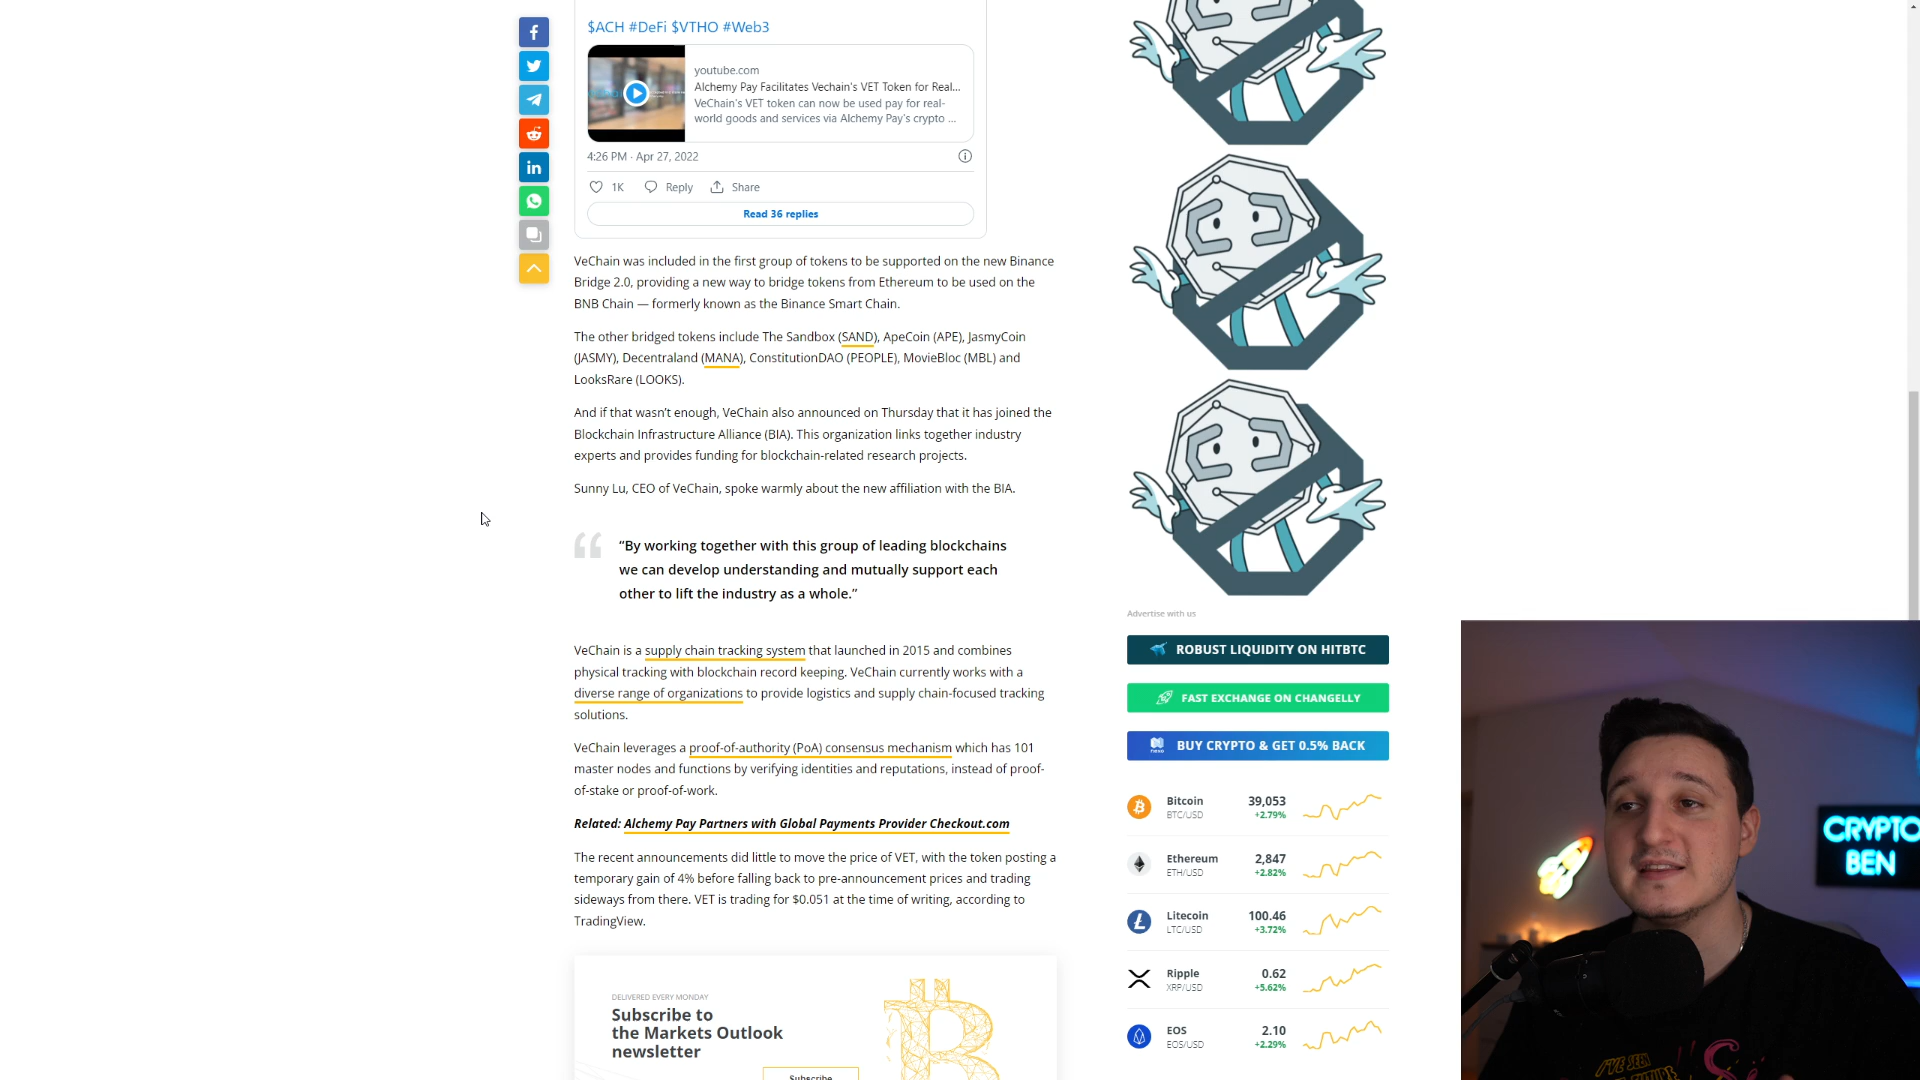 $ACH #DeFi $VTHO #Web3
youtube.com
Alchemy Pay Facilitates Vechain's VET Token for Real...
VeChain's VET token can now be used pay for real-
world goods and services via Alchemy Pay's crypto ...
4:26 PM · Apr 27, 2022
1K Reply Share
Read 36 replies
VeChain was included in the first group of tokens to be supported on the new Binance
Bridge 2.0, providing a new way to bridge tokens from Ethereum to be used on the
BNB Chain — formerly known as the Binance Smart Chain.
The other bridged tokens include The Sandbox (SAND), ApeCoin (APE), JasmyCoin
(JASMY), Decentraland (MANA), ConstitutionDAO (PEOPLE), MovieBloc (MBL) and
LooksRare (LOOKS).
And if that wasn't enough, VeChain also announced on Thursday that it has joined the
Blockchain Infrastructure Alliance (BIA). This organization links together industry
experts and provides funding for blockchain-related research projects.
Sunny Lu, CEO of VeChain, spoke warmly about the new affiliation with the BIA.
“By working together with this group of leading blockchains
we can develop understanding and mutually support each
other to lift the industry as a whole.”
VeChain is a supply chain tracking system that launched in 2015 and combines
physical tracking with blockchain record keeping. VeChain currently works with a
diverse range of organizations to provide logistics and supply chain-focused tracking
solutions.
VeChain leverages a proof-of-authority (PoA) consensus mechanism which has 101
master nodes and functions by verifying identities and reputations, instead of proof-
of-stake or proof-of-work.
Related: Alchemy Pay Partners with Global Payments Provider Checkout.com
The recent announcements did little to move the price of VET, with the token posting a
temporary gain of 4% before falling back to pre-announcement prices and trading
sideways from there. VET is trading for $0.051 at the time of writing, according to
TradingView.
DELIVERED EVERY MONDAY
Subscribe to
the Markets Outlook
newsletter
Subscribe
Advertise with us
ROBUST LIQUIDITY ON HITBTC
FAST EXCHANGE ON CHANGELLY
BUY CRYPTO & GET 0.5% BACK
Bitcoin 39,053
BTC/USD +2.79%
Ethereum 2,847
ETH/USD +2.82%
Litecoin 100.46
LTC/USD +3.72%
Ripple 0.62
XRP/USD +5.62%
EOS 2.10
EOS/USD +2.29%
CRYPTO
BEN
I'VE SEEN
FUTURE